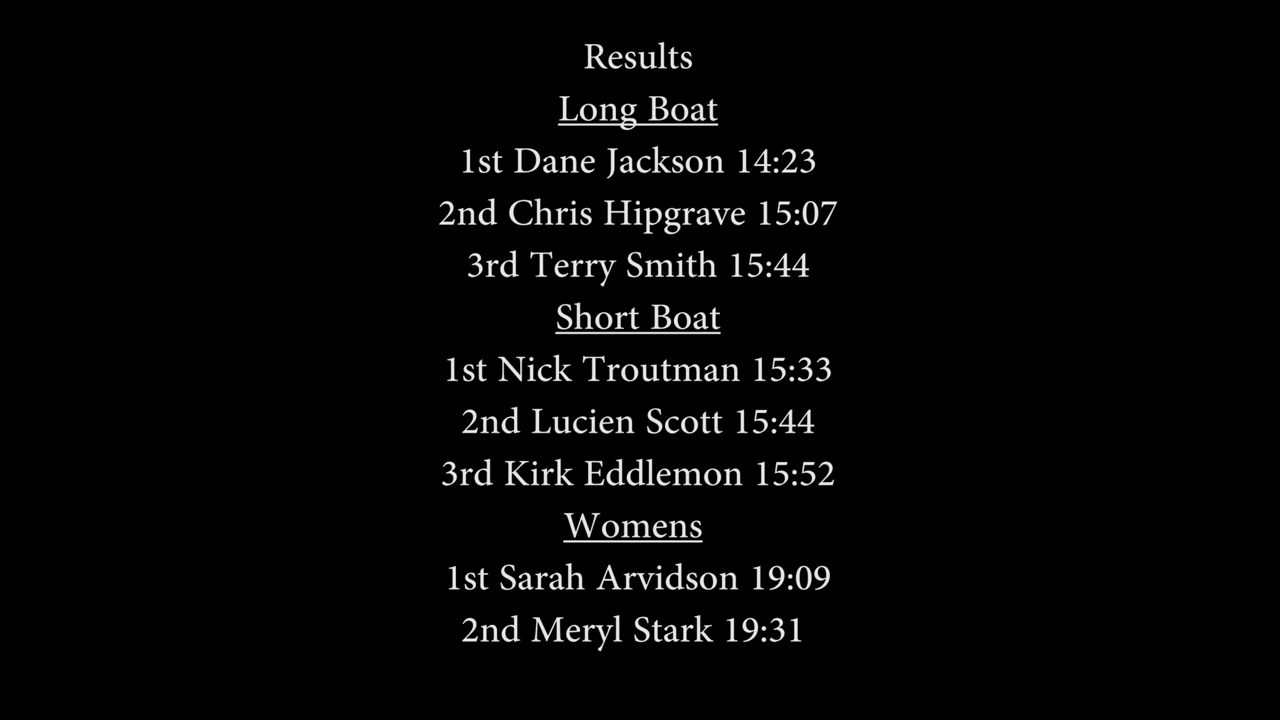 Results
Long Boat
1st Dane Jackson 14:23
2nd Chris Hipgrave 15:07
3rd Terry Smith 15:44
Short Boat
1st Nick Troutman 15:33
2nd Lucien Scott 15:44
3rd Kirk Eddlemon 15:52
Womens
1st Sarah Arvidson 19:09
2nd Meryl Stark 19:31